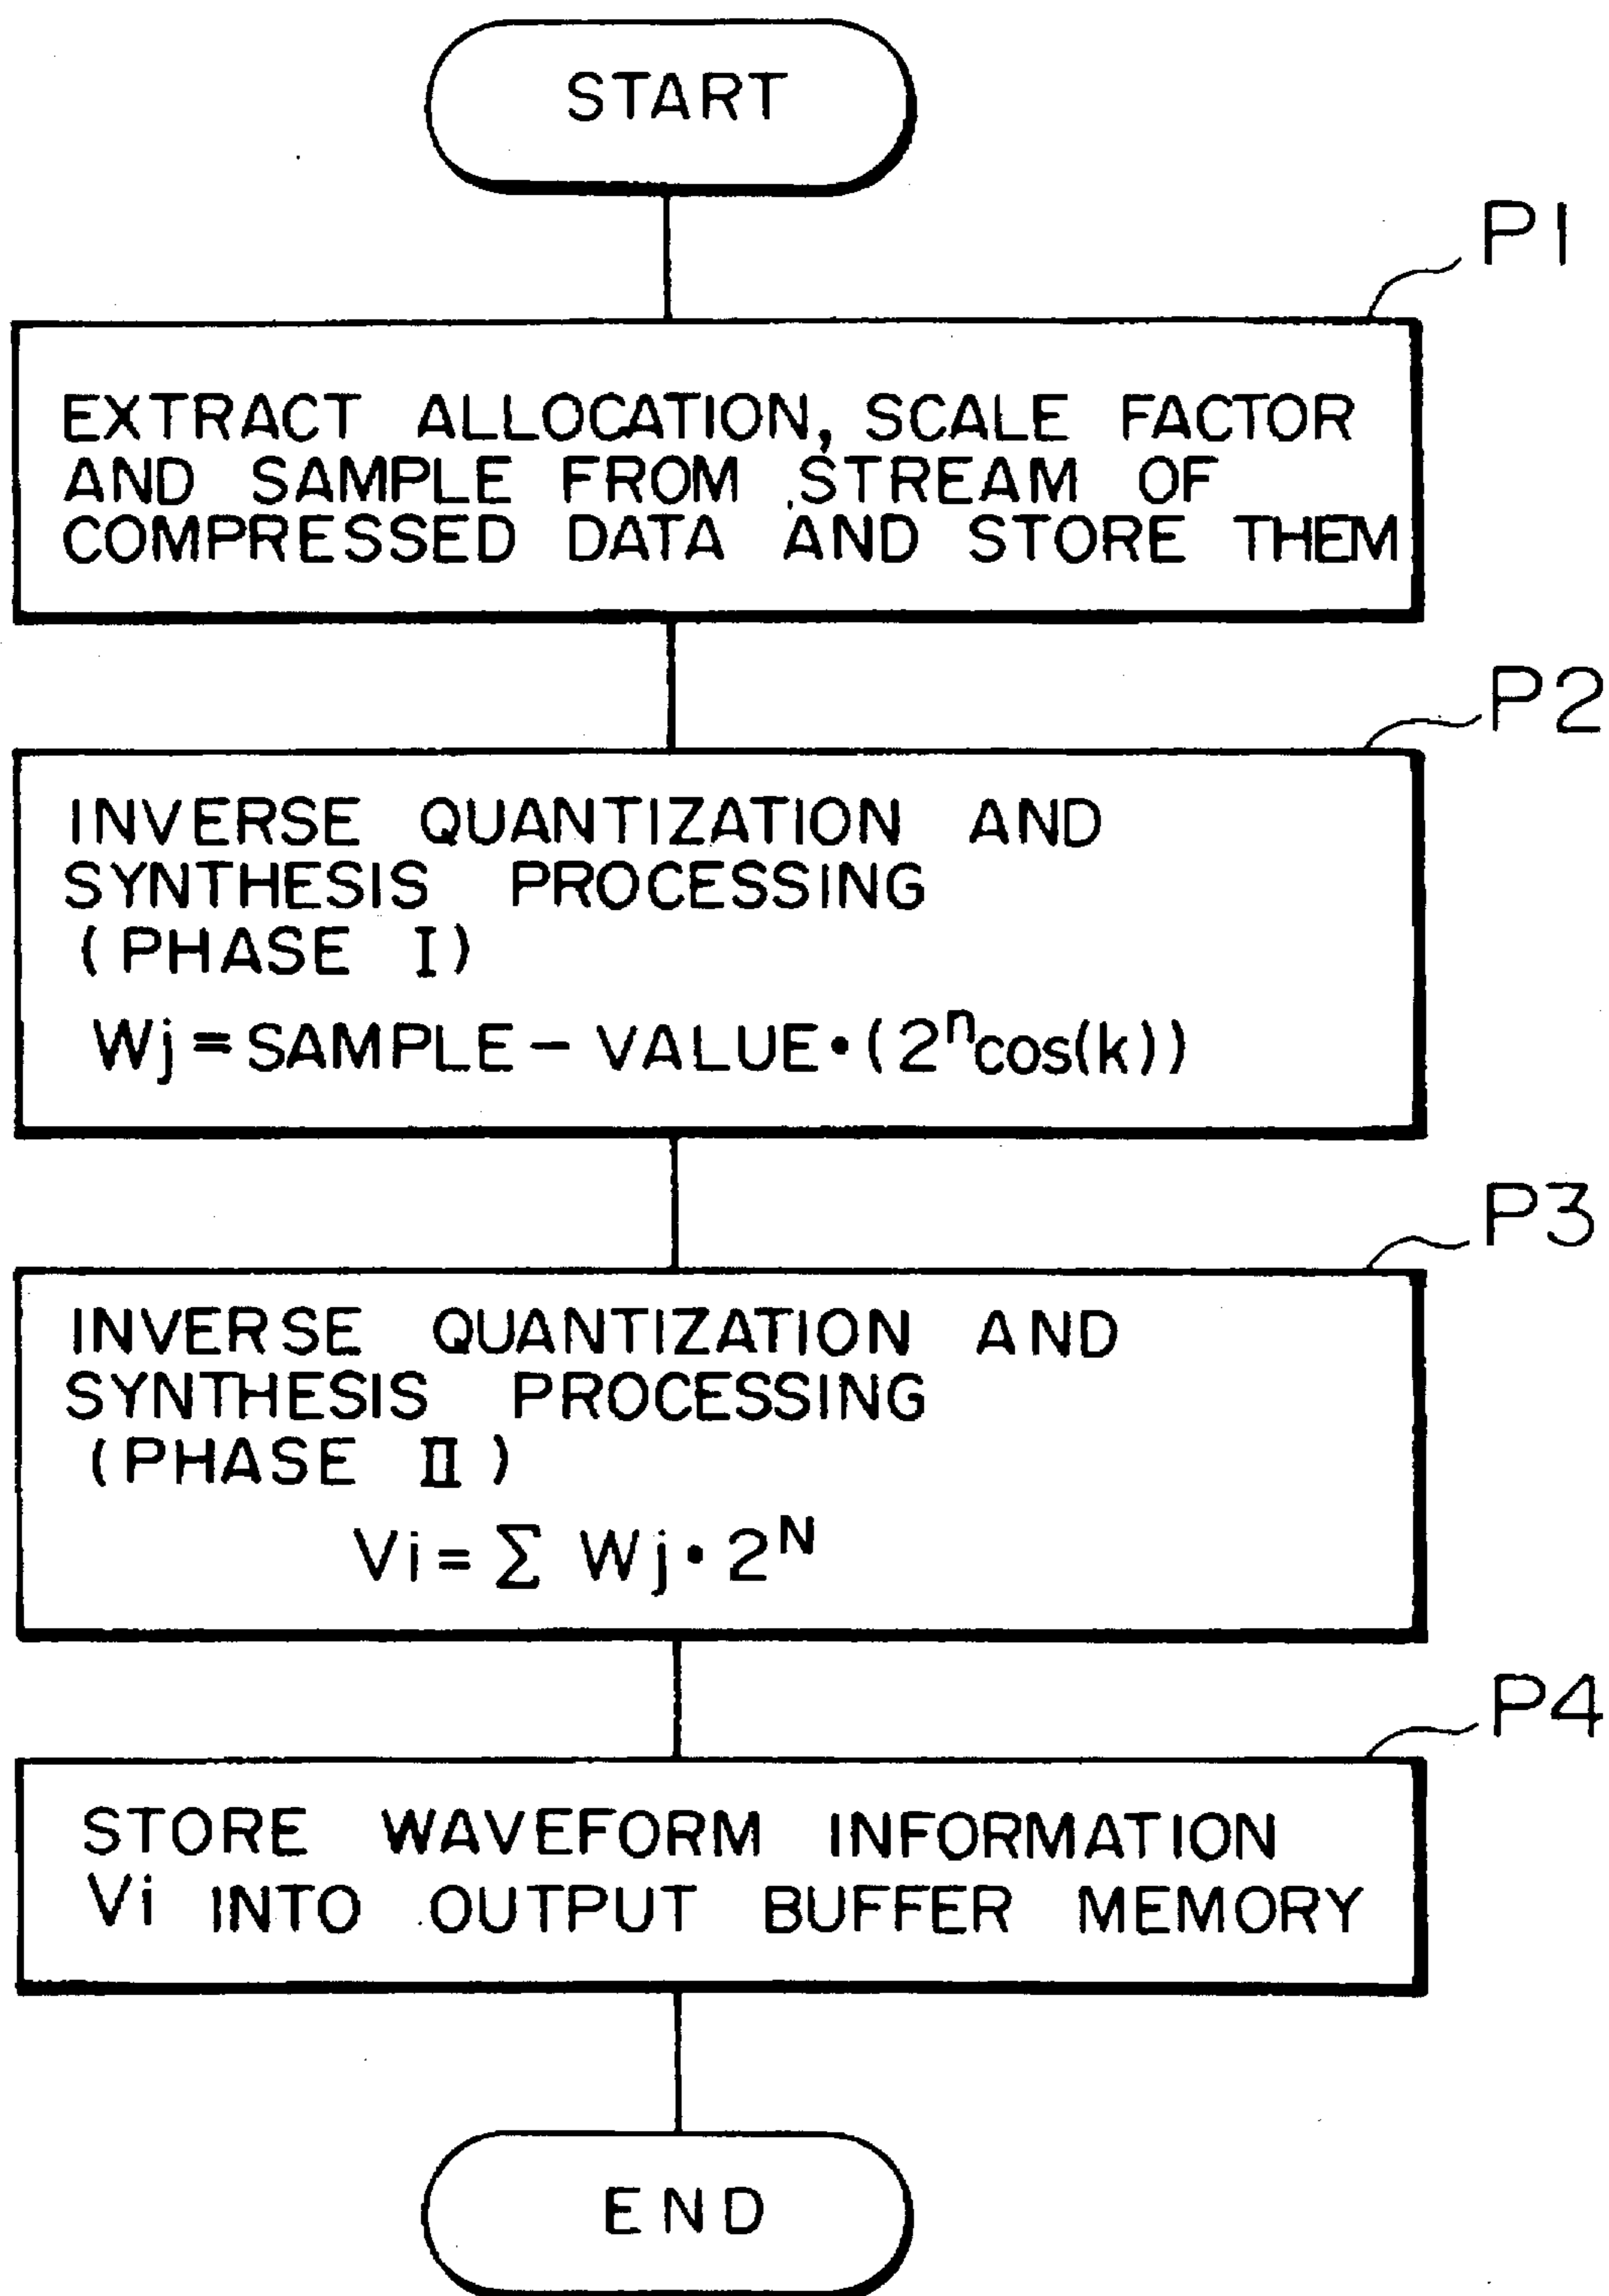 START
P1
EXTRACT ALLOCATION, SCALE FACTOR
AND SAMPLE FROM STREAM OF
COMPRESSED DATA AND STORE THEM
P2
INVERSE QUANTIZATION AND
SYNTHESIS PROCESSING
(PHASE I)
Wj = SAMPLE - VALUE • (2ⁿcos(k))
P3
INVERSE QUANTIZATION AND
SYNTHESIS PROCESSING
(PHASE II)
Vi = Σ Wj • 2ᴺ
P4
STORE WAVEFORM INFORMATION
Vi INTO OUTPUT BUFFER MEMORY
END